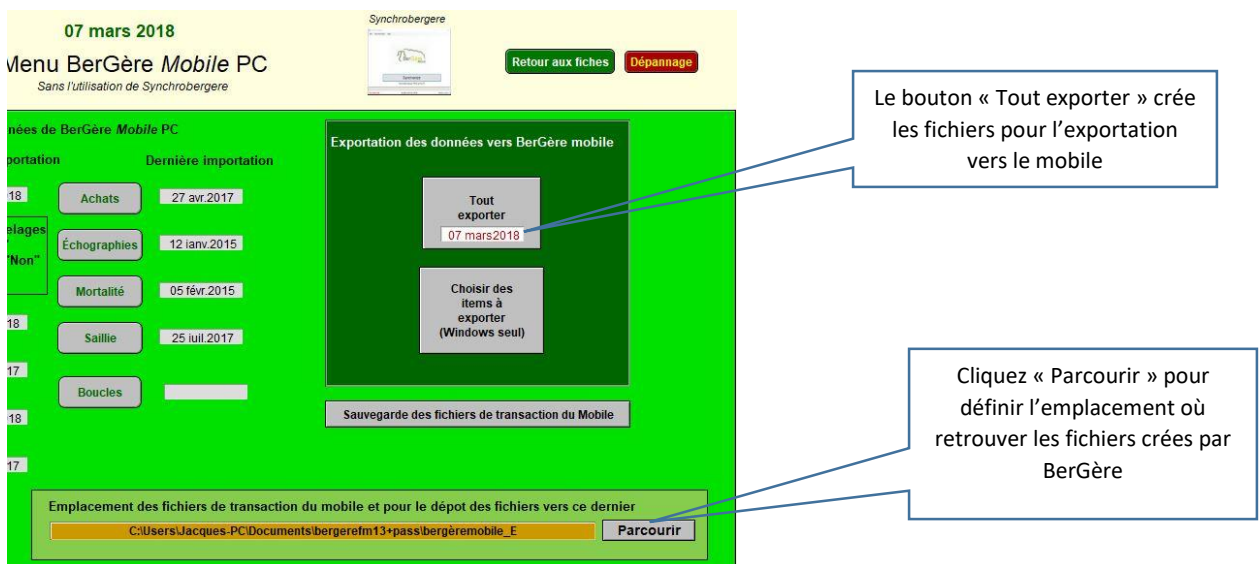 07 mars 2018
Menu BerGère Mobile PC
Sans l'utilisation de Synchrobergere
Synchrobergere
Retour aux fiches
Dépannage
nées de BerGère Mobile PC
portation
Dernière importation
18
Achats
27 avr.2017
elages
"Non"
Échographies
12 janv.2015
Mortalité
05 févr.2015
18
Saillie
25 juil.2017
17
Boucles
18
17
Exportation des données vers BerGère mobile
Tout
exporter
07 mars2018
Choisir des
items à
exporter
(Windows seul)
Sauvegarde des fichiers de transaction du Mobile
Emplacement des fichiers de transaction du mobile et pour le dépot des fichiers vers ce dernier
C:\Users\Jacques-PC\Documents\bergerefm13+pass\bergèremobile_E
Parcourir
Le bouton « Tout exporter » crée
les fichiers pour l'exportation
vers le mobile
Cliquez « Parcourir » pour
définir l'emplacement où
retrouver les fichiers crées par
BerGère